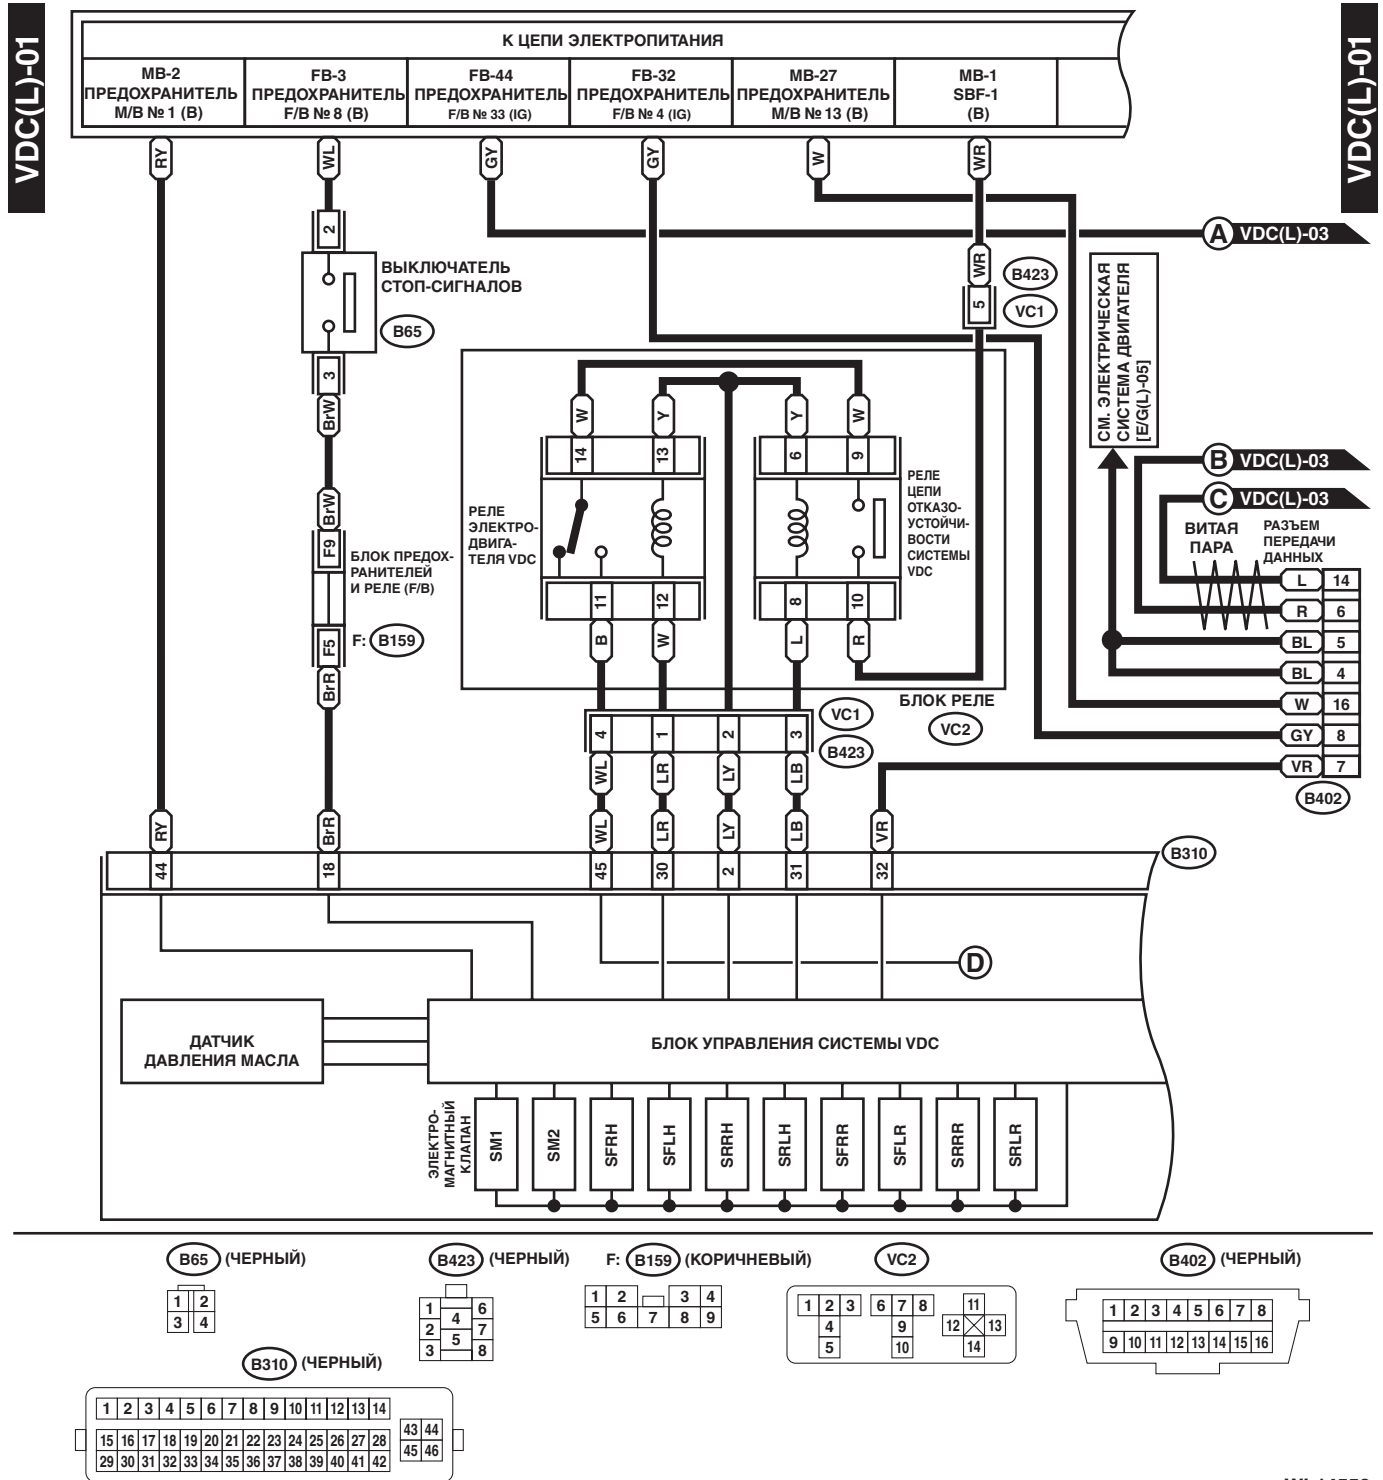 VDC(L)-01
VDC(L)-01
К ЦЕПИ ЭЛЕКТРОПИТАНИЯ
MB-2
ПРЕДОХРАНИТЕЛЬ
M/B № 1 (B)
FB-3
ПРЕДОХРАНИТЕЛЬ
F/B № 8 (B)
FB-44
ПРЕДОХРАНИТЕЛЬ
F/B № 33 (IG)
FB-32
ПРЕДОХРАНИТЕЛЬ
F/B № 4 (IG)
MB-27
ПРЕДОХРАНИТЕЛЬ
M/B № 13 (B)
MB-1
SBF-1
(B)
RY
WL
GY
GY
W
WR
2
A VDC(L)-03
ВЫКЛЮЧАТЕЛЬ
СТОП-СИГНАЛОВ
B65
WR
B423
5
VC1
СМ. ЭЛЕКТРИЧЕСКАЯ
СИСТЕМА ДВИГАТЕЛЯ
[E/G(L)-05]
3
BrW
W
Y
Y
W
14
13
6
9
B VDC(L)-03
C VDC(L)-03
BrW
F9
БЛОК ПРЕДОХ-
РАНИТЕЛЕЙ
И РЕЛЕ (F/B)
F5
F: B159
BrR
РЕЛЕ
ЭЛЕКТРО-
ДВИГА-
ТЕЛЯ VDC
РЕЛЕ
ЦЕПИ
ОТКАЗО-
УСТОЙЧИ-
ВОСТИ
СИСТЕМЫ
VDC
ВИТАЯ
ПАРА
РАЗЪЕМ
ПЕРЕДАЧИ
ДАННЫХ
L 14
R 6
BL 5
BL 4
W 16
GY 8
VR 7
B402
11
12
8
10
B
W
L
R
БЛОК РЕЛЕ
VC2
VC1
B423
4
1
2
3
WL
LR
LY
LB
RY
BrR
WL
LR
LY
LB
VR
44
18
45
30
2
31
32
B310
D
ДАТЧИК
ДАВЛЕНИЯ МАСЛА
БЛОК УПРАВЛЕНИЯ СИСТЕМЫ VDC
ЭЛЕКТРО-
МАГНИТНЫЙ
КЛАПАН
SM1
SM2
SFRH
SFLH
SRRH
SRLH
SFRR
SFLR
SRRR
SRLR
B65 (ЧЕРНЫЙ)
1 2
3 4
B423 (ЧЕРНЫЙ)
1 4 6
2 5 7
3 8
F: B159 (КОРИЧНЕВЫЙ)
1 2 3 4
5 6 7 8 9
VC2
1 2 3 6 7 8 11
4 9 12 13
5 10 14
B402 (ЧЕРНЫЙ)
1 2 3 4 5 6 7 8
9 10 11 12 13 14 15 16
B310 (ЧЕРНЫЙ)
1 2 3 4 5 6 7 8 9 10 11 12 13 14
15 16 17 18 19 20 21 22 23 24 25 26 27 28 43 44
29 30 31 32 33 34 35 36 37 38 39 40 41 42 45 46